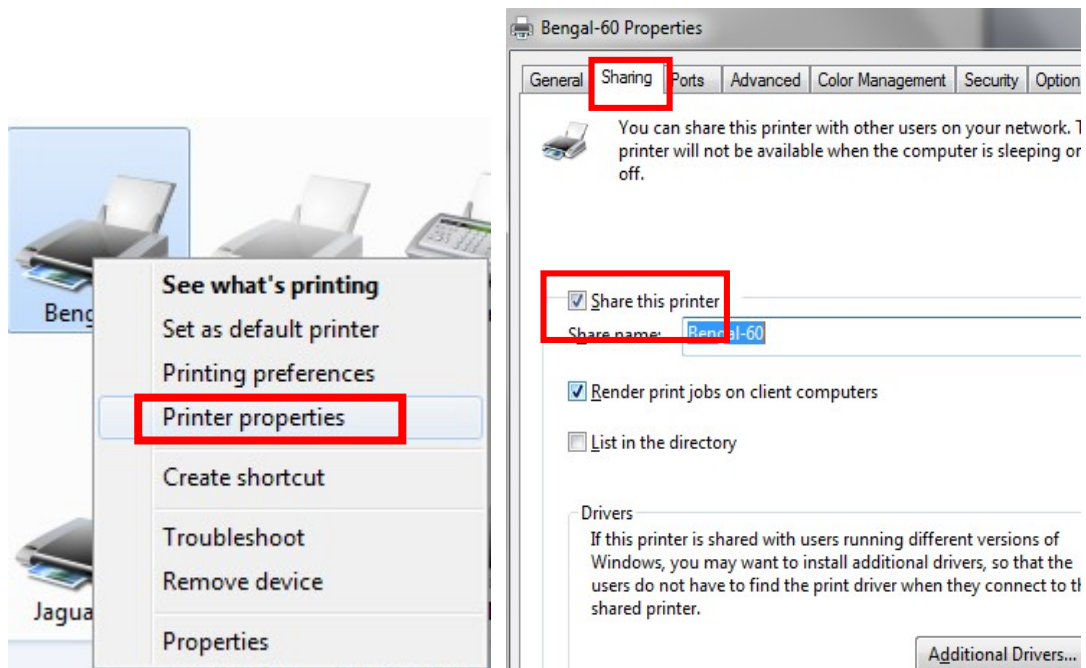 See what's printing
Set as default printer
Printing preferences
Printer properties
Create shortcut
Troubleshoot
Remove device
Properties
Bengal-60 Properties
General Sharing Ports Advanced Color Management Security Option
You can share this printer with other users on your network.
printer will not be available when the computer is sleeping or
off.
Share this printer
Share name: Bengal-60
Render print jobs on client computers
List in the directory
Drivers
If this printer is shared with users running different versions of
Windows, you may want to install additional drivers, so that the
users do not have to find the print driver when they connect to th
shared printer.
Additional Drivers...